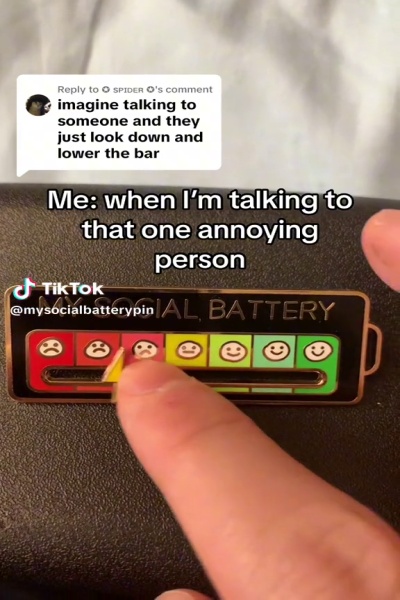 Reply to ✪ SPIDER ✪'s comment
imagine talking to
someone and they
just look down and
lower the bar
Me: when I'm talking to
that one annoying
person
TikTok
@mysocialbatterypin
MY SOCIAL BATTERY